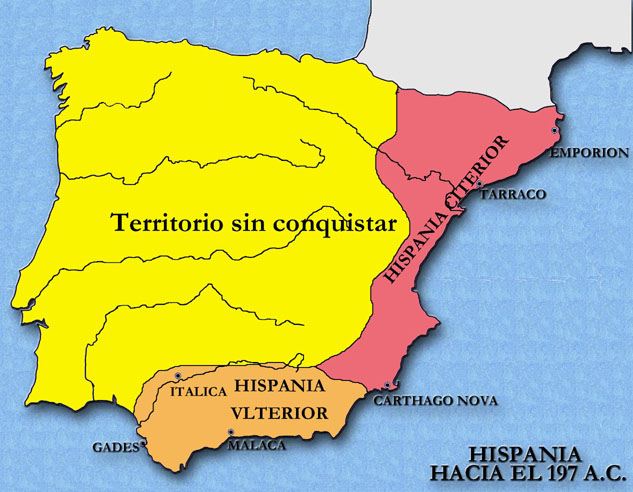 EMPORION
TARRACO
HISPANIA CITERIOR
Territorio sin conquistar
HISPANIA
VLTERIOR
ITALICA
CARTHAGO NOVA
GADES
MALACA
HISPANIA
HACIA EL 197 A.C.